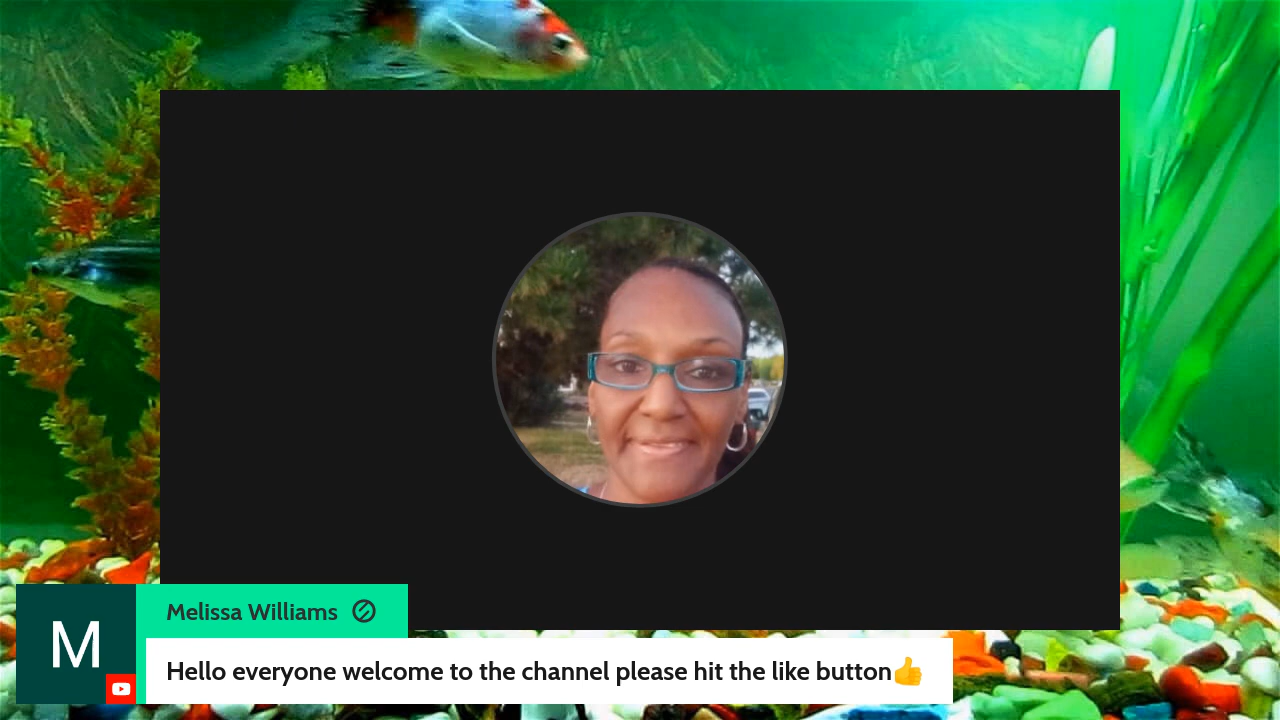 M
Melissa Williams
Hello everyone welcome to the channel please hit the like button👍